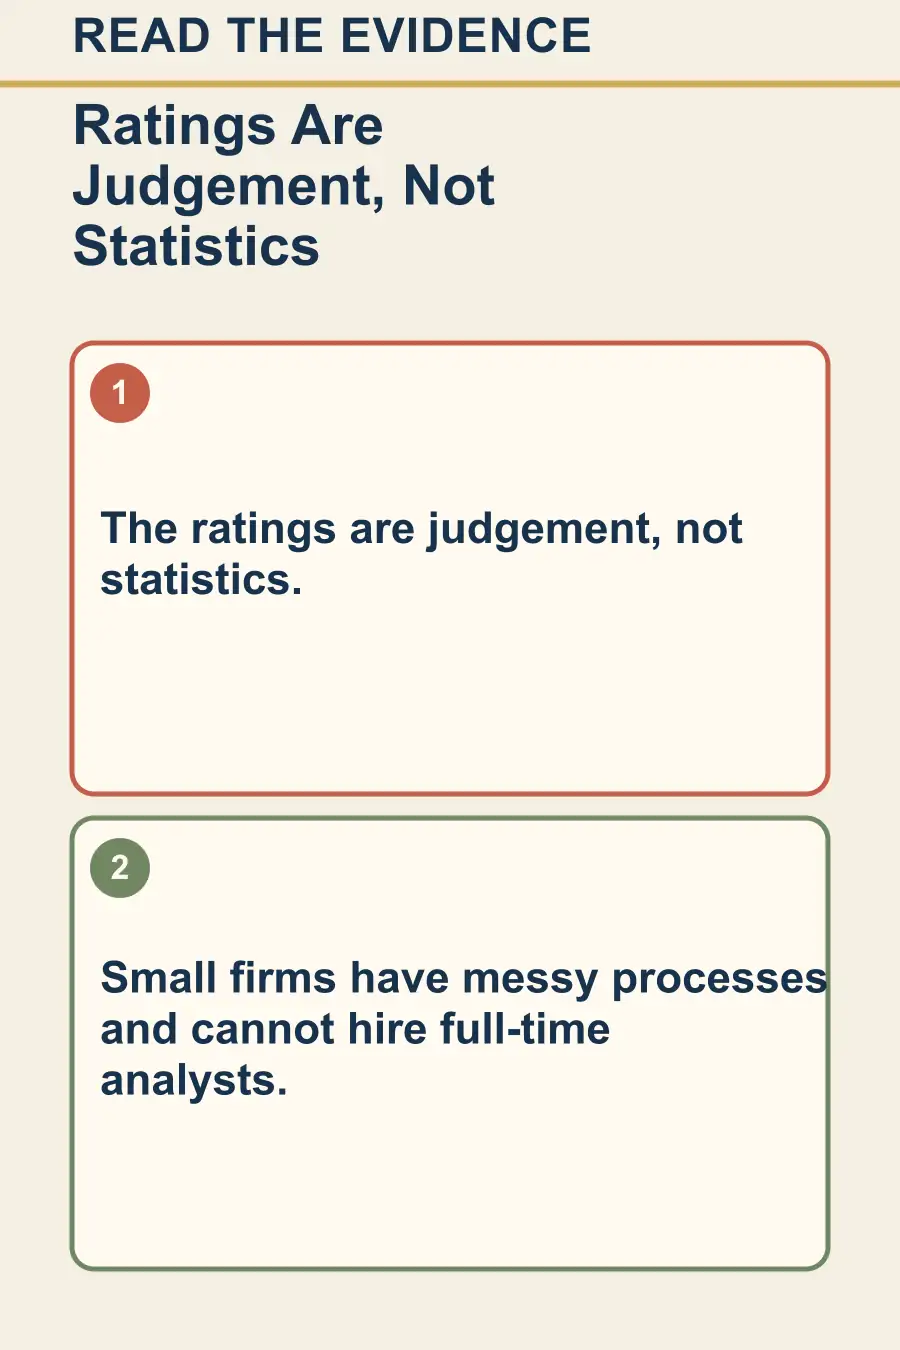 READ THE EVIDENCE
Ratings Are
Judgement, Not
Statistics
1
The ratings are judgement, not
statistics.
2
Small firms have messy processes
and cannot hire full-time
analysts.